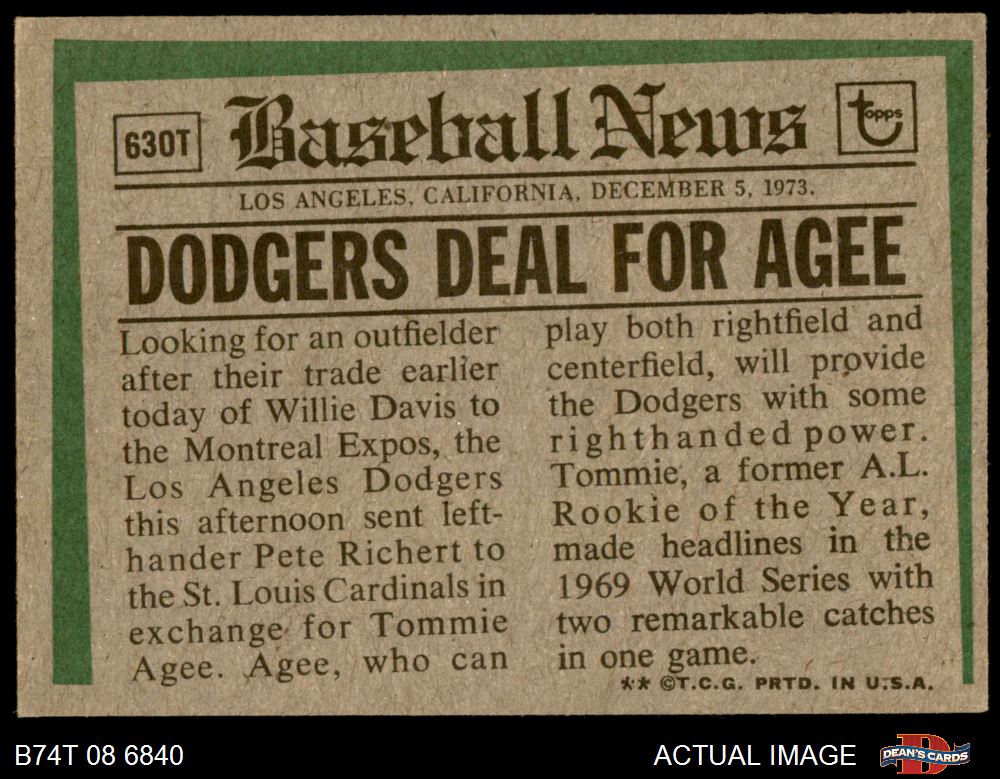 630T
Baseball News
topps
LOS ANGELES, CALIFORNIA, DECEMBER 5, 1973.
DODGERS DEAL FOR AGEE
Looking for an outfielder
after their trade earlier
today of Willie Davis to
the Montreal Expos, the
Los Angeles Dodgers
this afternoon sent left-
hander Pete Richert to
the St. Louis Cardinals in
exchange for Tommie
Agee. Agee, who can
play both rightfield and
centerfield, will provide
the Dodgers with some
righthanded power.
Tommie, a former A.L.
Rookie of the Year,
made headlines in the
1969 World Series with
two remarkable catches
in one game.
** ©T.C.G. PRTD. IN U.S.A.
B74T 08 6840
ACTUAL IMAGE
DEAN'S CARDS